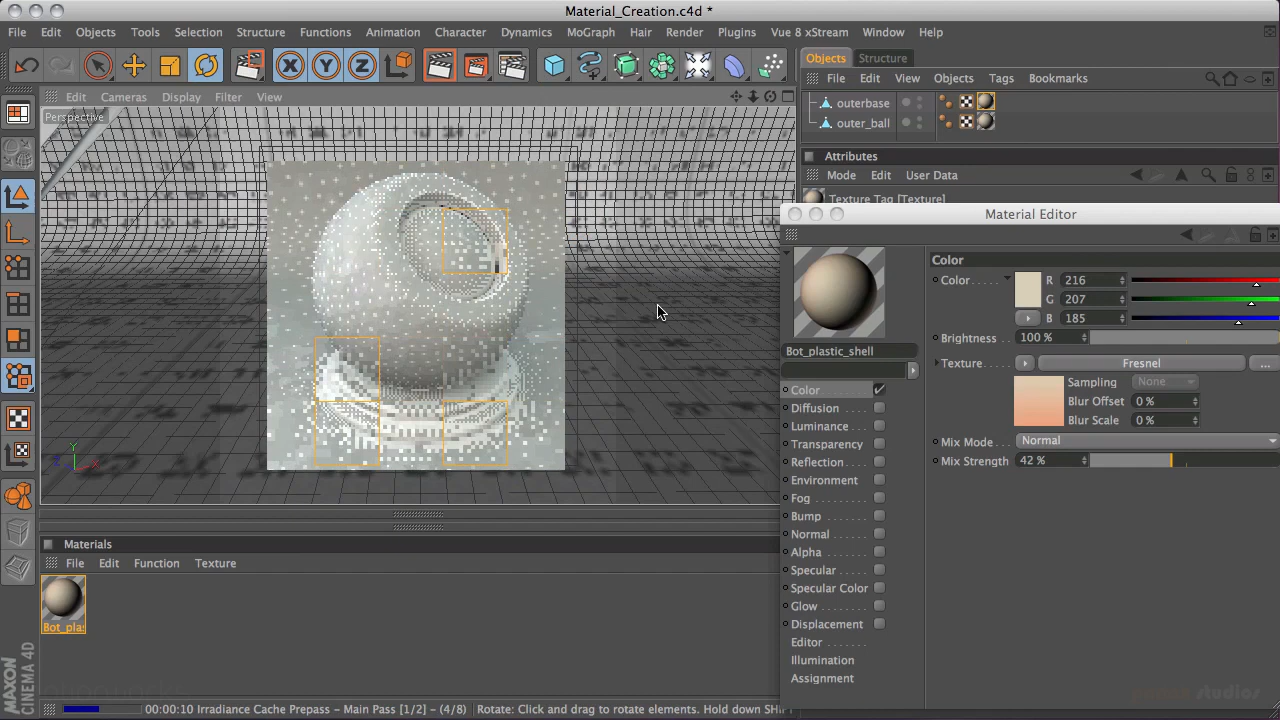 Material_Creation.c4d *
File Edit Objects Tools Selection Structure Functions Animation Character Dynamics MoGraph Hair Render Plugins Vue 8 xStream Window Help
Objects Structure
File Edit View Objects Tags Bookmarks
Edit Cameras Display Filter View
Perspective
outerbase
outer_ball
Attributes
Mode Edit User Data
Texture Tag [Texture]
Material Editor
Bot_plastic_shell
Color
Diffusion
Luminance
Transparency
Reflection
Environment
Fog
Bump
Normal
Alpha
Specular
Specular Color
Glow
Displacement
Editor
Illumination
Assignment
Color
Color R 216
G 207
B 185
Brightness 100 %
Texture Fresnel ...
Sampling None
Blur Offset 0 %
Blur Scale 0 %
Mix Mode Normal
Mix Strength 42 %
Y
Z X
Materials
File Edit Function Texture
Bot_plas
MAXON
CINEMA 4D
00:00:10 Irradiance Cache Prepass - Main Pass [1/2] - (4/8) Rotate: Click and drag to rotate elements. Hold down SHIFT
studios